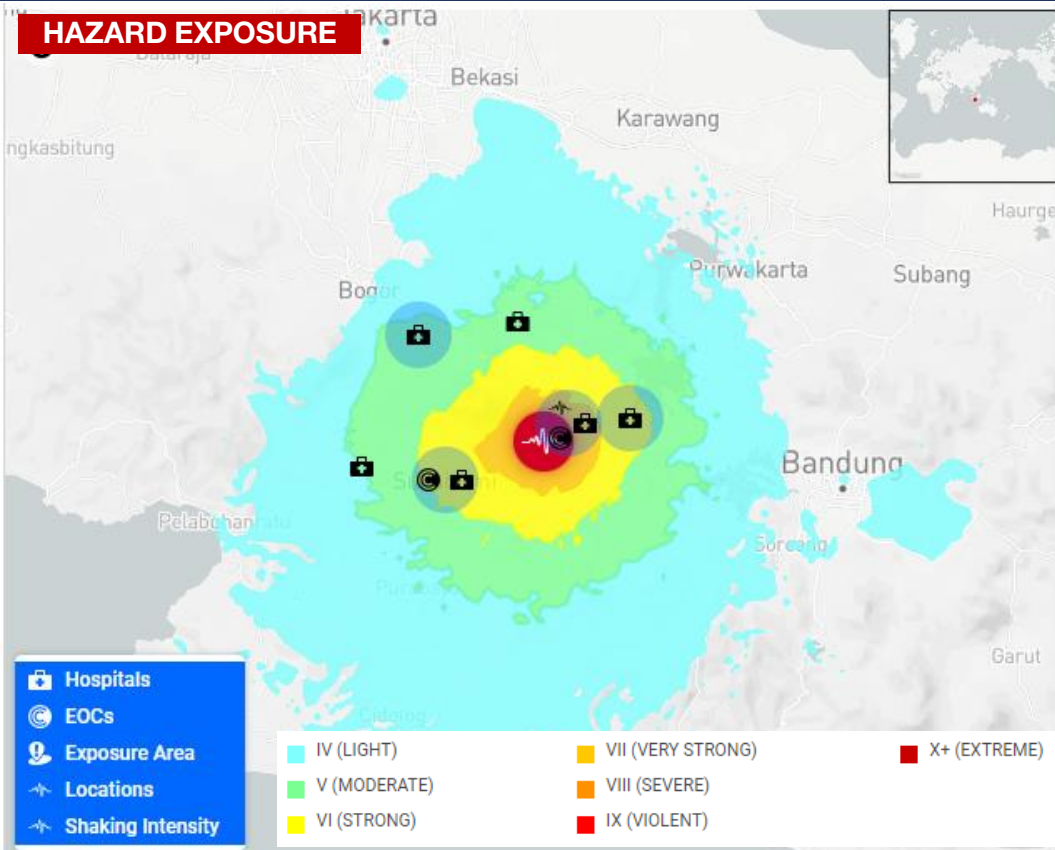 HAZARD EXPOSURE
Bekasi
Karawang
ngkasbitung
Haurge
Purwakarta
Subang
Bogor
Bandung
Soreang
Garut
Hospitals
EOCs
Exposure Area
Locations
Shaking Intensity
IV (LIGHT)
V (MODERATE)
VI (STRONG)
VII (VERY STRONG)
VIII (SEVERE)
IX (VIOLENT)
X+ (EXTREME)